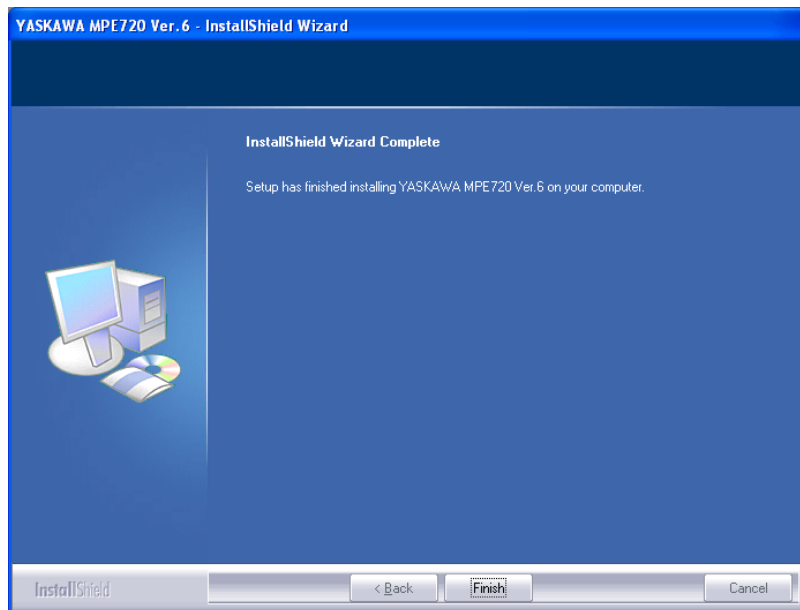 YASKAWA MPE720 Ver.6 - InstallShield Wizard
InstallShield Wizard Complete
Setup has finished installing YASKAWA MPE720 Ver.6 on your computer.
InstallShield
< Back Finish Cancel